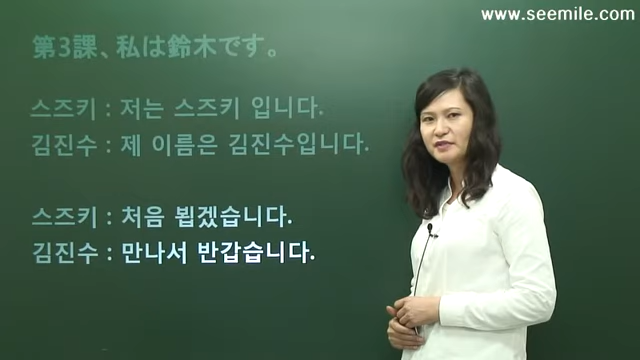 www.seemile.com
第3課、私は鈴木です。
스즈키 : 저는 스즈키 입니다.
김진수 : 제 이름은 김진수입니다.
스즈키 : 처음 뵙겠습니다.
김진수 : 만나서 반갑습니다.